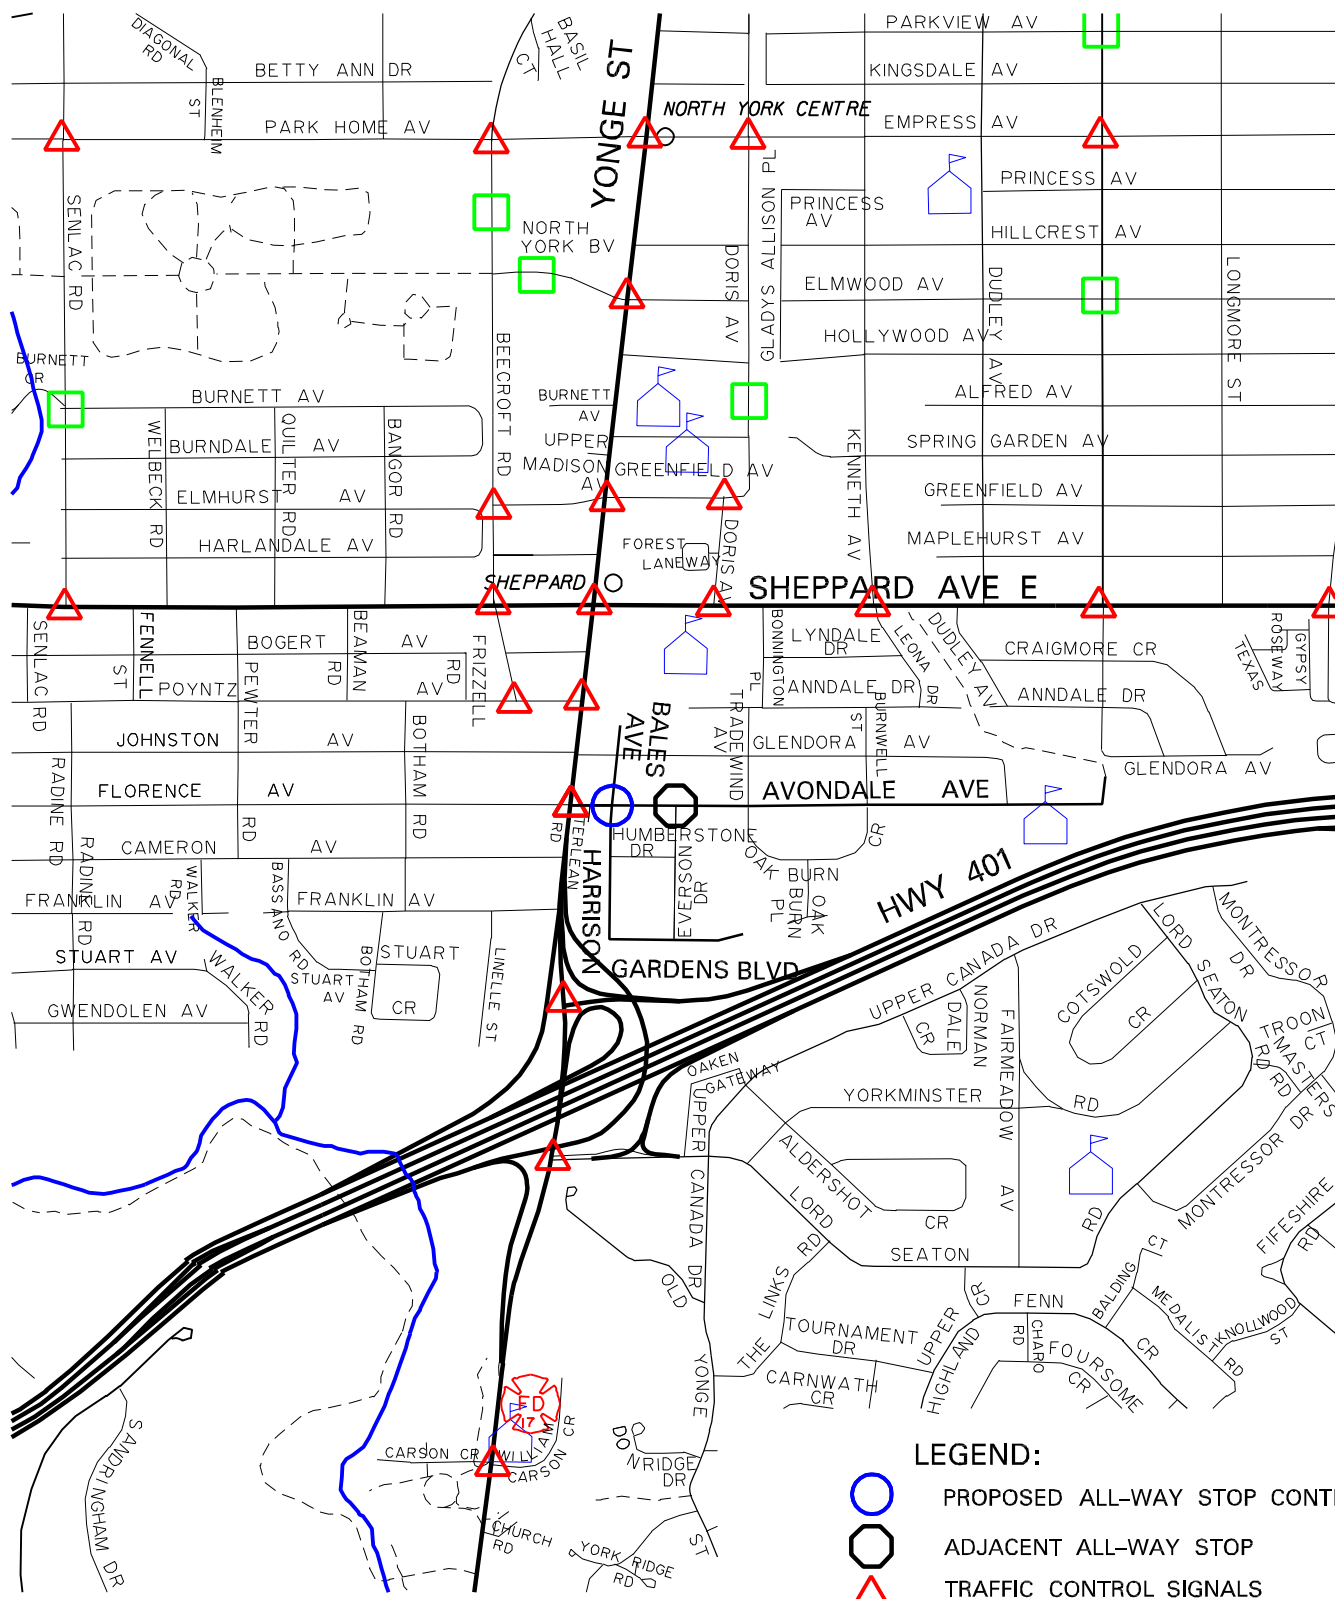 PARKVIEW AV
DIAGONAL
RD
BASIL
HALL
CT
YONGE ST
BETTY ANN DR
KINGSDALE AV
BLENHEIM
ST
NORTH YORK CENTRE
PARK HOME AV
EMPRESS AV
PRINCESS AV
SENLAC RD
PRINCESS
AV
GLADYS ALLISON PL
NORTH
YORK BV
HILLCREST AV
DORIS AV
ELMWOOD AV
DUDLEY AV
LONGMORE ST
HOLLYWOOD AV
BEECROFT RD
BURNETT
CR
BURNETT AV
BURNETT
AV
ALFRED AV
WELBECK RD
BURNDALE AV
QUILTER RD
BANGOR RD
UPPER
MADISON
AV
GREENFIELD AV
KENNETH AV
SPRING GARDEN AV
ELMHURST AV
GREENFIELD AV
HARLANDALE AV
FOREST
LANEWAY
DORIS AV
MAPLEHURST AV
SHEPPARD
SHEPPARD AVE E
SENLAC RD
FENNELL
ST
BOGERT AV
BEAMAN
RD
FRIZZELL
RD
BONNINGTON
PL
LYNDALE
DR
LEONA DR
DUDLEY AV
CRAIGMORE CR
TEXAS
ROSEWAY
GYPSY
POYNTZ AV
PEWTER
RD
ANNDALE DR
ANNDALE DR
BALES
AVE
TRADEWIND
AV
BURNWELL
ST
JOHNSTON AV
BOTHAM RD
GLENDORA AV
GLENDORA AV
RADINE RD
FLORENCE AV
AVONDALE AVE
HARRISON
RD
HUMBERSTONE
DR
CAMERON AV
RADINE RD
WALKER
RD
BASSANO RD
EVERSON
DR
OAK
BURN
CR
OAK
BURN
PL
HWY 401
FRANKLIN AV
FRANKLIN AV
STUART AV
WALKER
RD
STUART
AV
BOTHAM RD
STUART
CR
LINELLE ST
GARDENS BLVD
GWENDOLEN AV
UPPER CANADA DR
LORD
SEATON
RD
MONTRESSOR
DR
COTSWOLD
CR
NORMAN
DALE
CR
FAIRMEADOW
AV
TROON
CT
MASTERS
RD
OAKEN
GATEWAY
YORKMINSTER RD
UPPER CANADA DR
ALDERSHOT
CR
MONTRESSOR DR
LORD
SEATON
RD
RD
FIFESHIRE
RD
OLD
YONGE
ST
THE LINKS
RD
UPPER
HIGHLAND
CR
FENN
BALDING
CT
MEDALIST
RD
KNOLLWOOD
ST
TOURNAMENT
DR
CHARO
RD
FOURSOME
CR
CR
CARNWATH
CR
FD
17
SANDRINGHAM DR
CARSON CR
WILLIAM
CARSON CR
DONRIDGE
DR
CHURCH
RD
YORK RIDGE
RD
LEGEND:
PROPOSED ALL–WAY STOP CONT
ADJACENT ALL–WAY STOP
TRAFFIC CONTROL SIGNALS